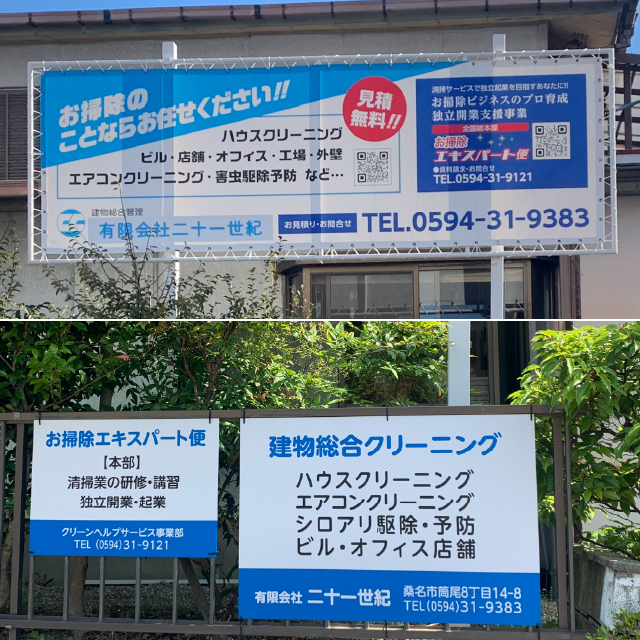 お掃除の
ことならお任せください!!
見積
無料!!
ハウスクリーニング
ビル・店舗・オフィス・工場・外壁
エアコンクリーニング・害虫駆除予防 など…
建物総合管理
有限会社二十一世紀
お見積り・お問合せ
TEL.0594-31-9383
清掃サービスで独立起業を目指すあなたに!!
お掃除ビジネスのプロ育成
独立開業支援事業
全国総本部
お掃除
エキスパート便
●資料請求・お問合せ
TEL.0594-31-9121
お掃除エキスパート便
【本部】
清掃業の研修・講習
独立開業・起業
クリーンヘルプサービス事業部
TEL (0594)31-9121
建物総合クリーニング
ハウスクリーニング
エアコンクリーニング
シロアリ駆除・予防
ビル・オフィス店舗
有限会社 二十一世紀
桑名市筒尾8丁目14-8
TEL(0594)31-9383